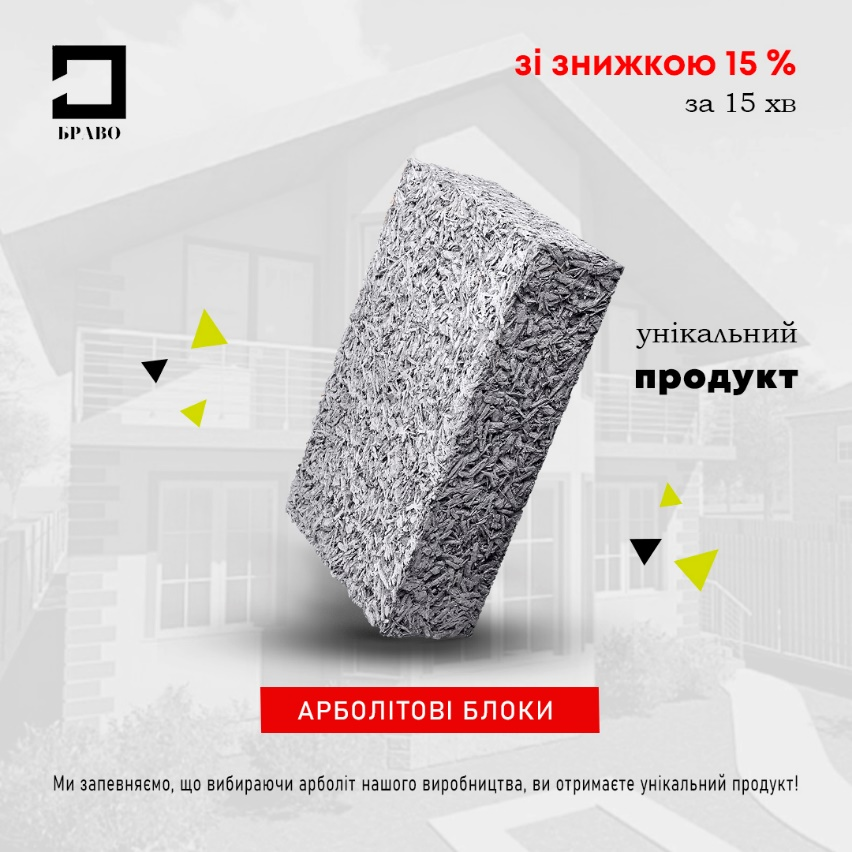 БРАВО
зі знижкою 15 %
за 15 хв
унікальний
продукт
АРБОЛІТОВІ БЛОКИ
Ми запевняємо, що вибираючи арболіт нашого виробництва, ви отримаєте унікальний продукт!